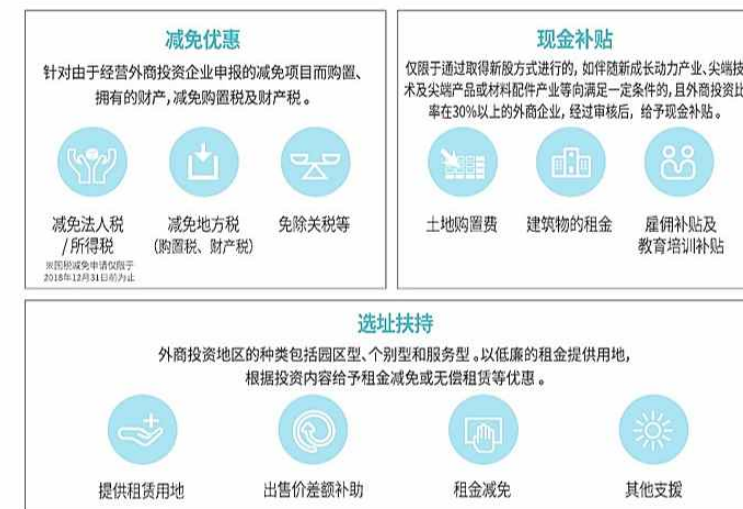 减免优惠
针对由于经营外商投资企业申报的减免项目而购置、
拥有的财产,减免购置税及财产税。
减免法人税
/所得税
※国税减免申请仅限于
2018年12月31日前为止
减免地方税
(购置税、财产税)
免除关税等
现金补贴
仅限于通过取得新股方式进行的, 如伴随新成长动力产业、尖端技
术及尖端产品或材料配件产业等向满足一定条件的, 且外商投资比
率在30%以上的外商企业, 经过审核后, 给予现金补贴。
土地购置费
建筑物的租金
雇佣补贴及
教育培训补贴
选址扶持
外商投资地区的种类包括园区型、个别型和服务型。以低廉的租金提供用地,
根据投资内容给予租金减免或无偿租赁等优惠。
提供租赁用地
出售价差额补助
租金减免
其他支援